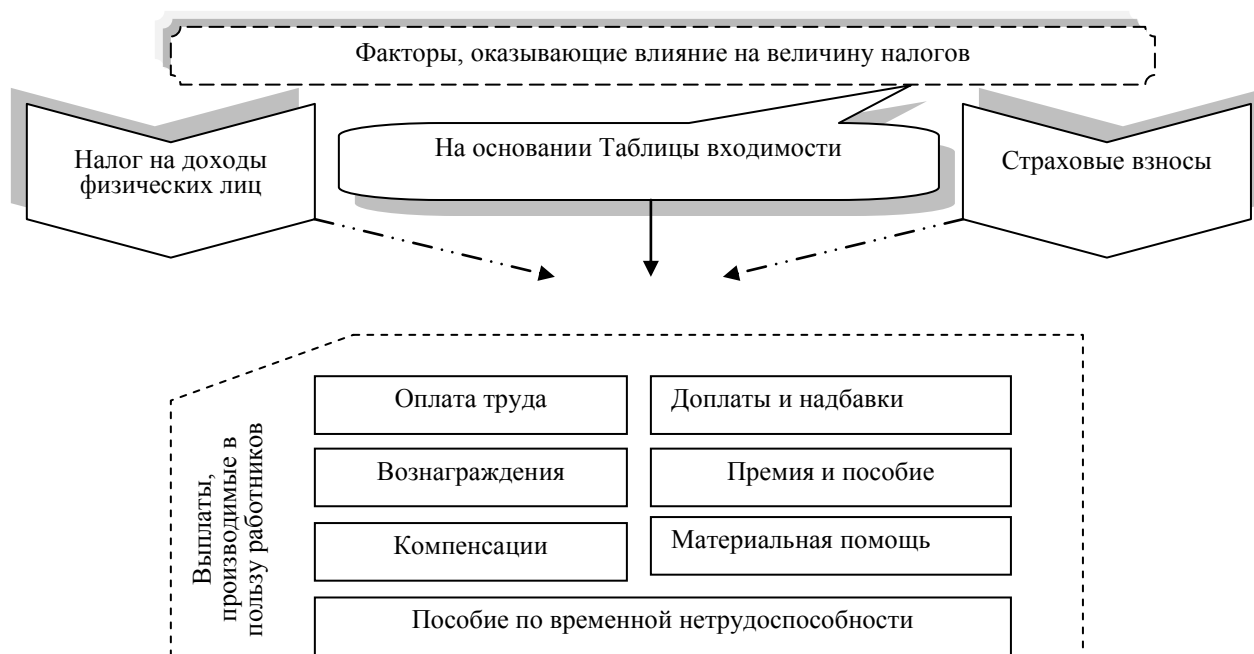 Факторы, оказывающие влияние на величину налогов
Налог на доходы
физических лиц
На основании Таблицы входимости
Страховые взносы
Выплаты,
производимые в
пользу работников
Оплата труда
Доплаты и надбавки
Вознаграждения
Премия и пособие
Компенсации
Материальная помощь
Пособие по временной нетрудоспособности